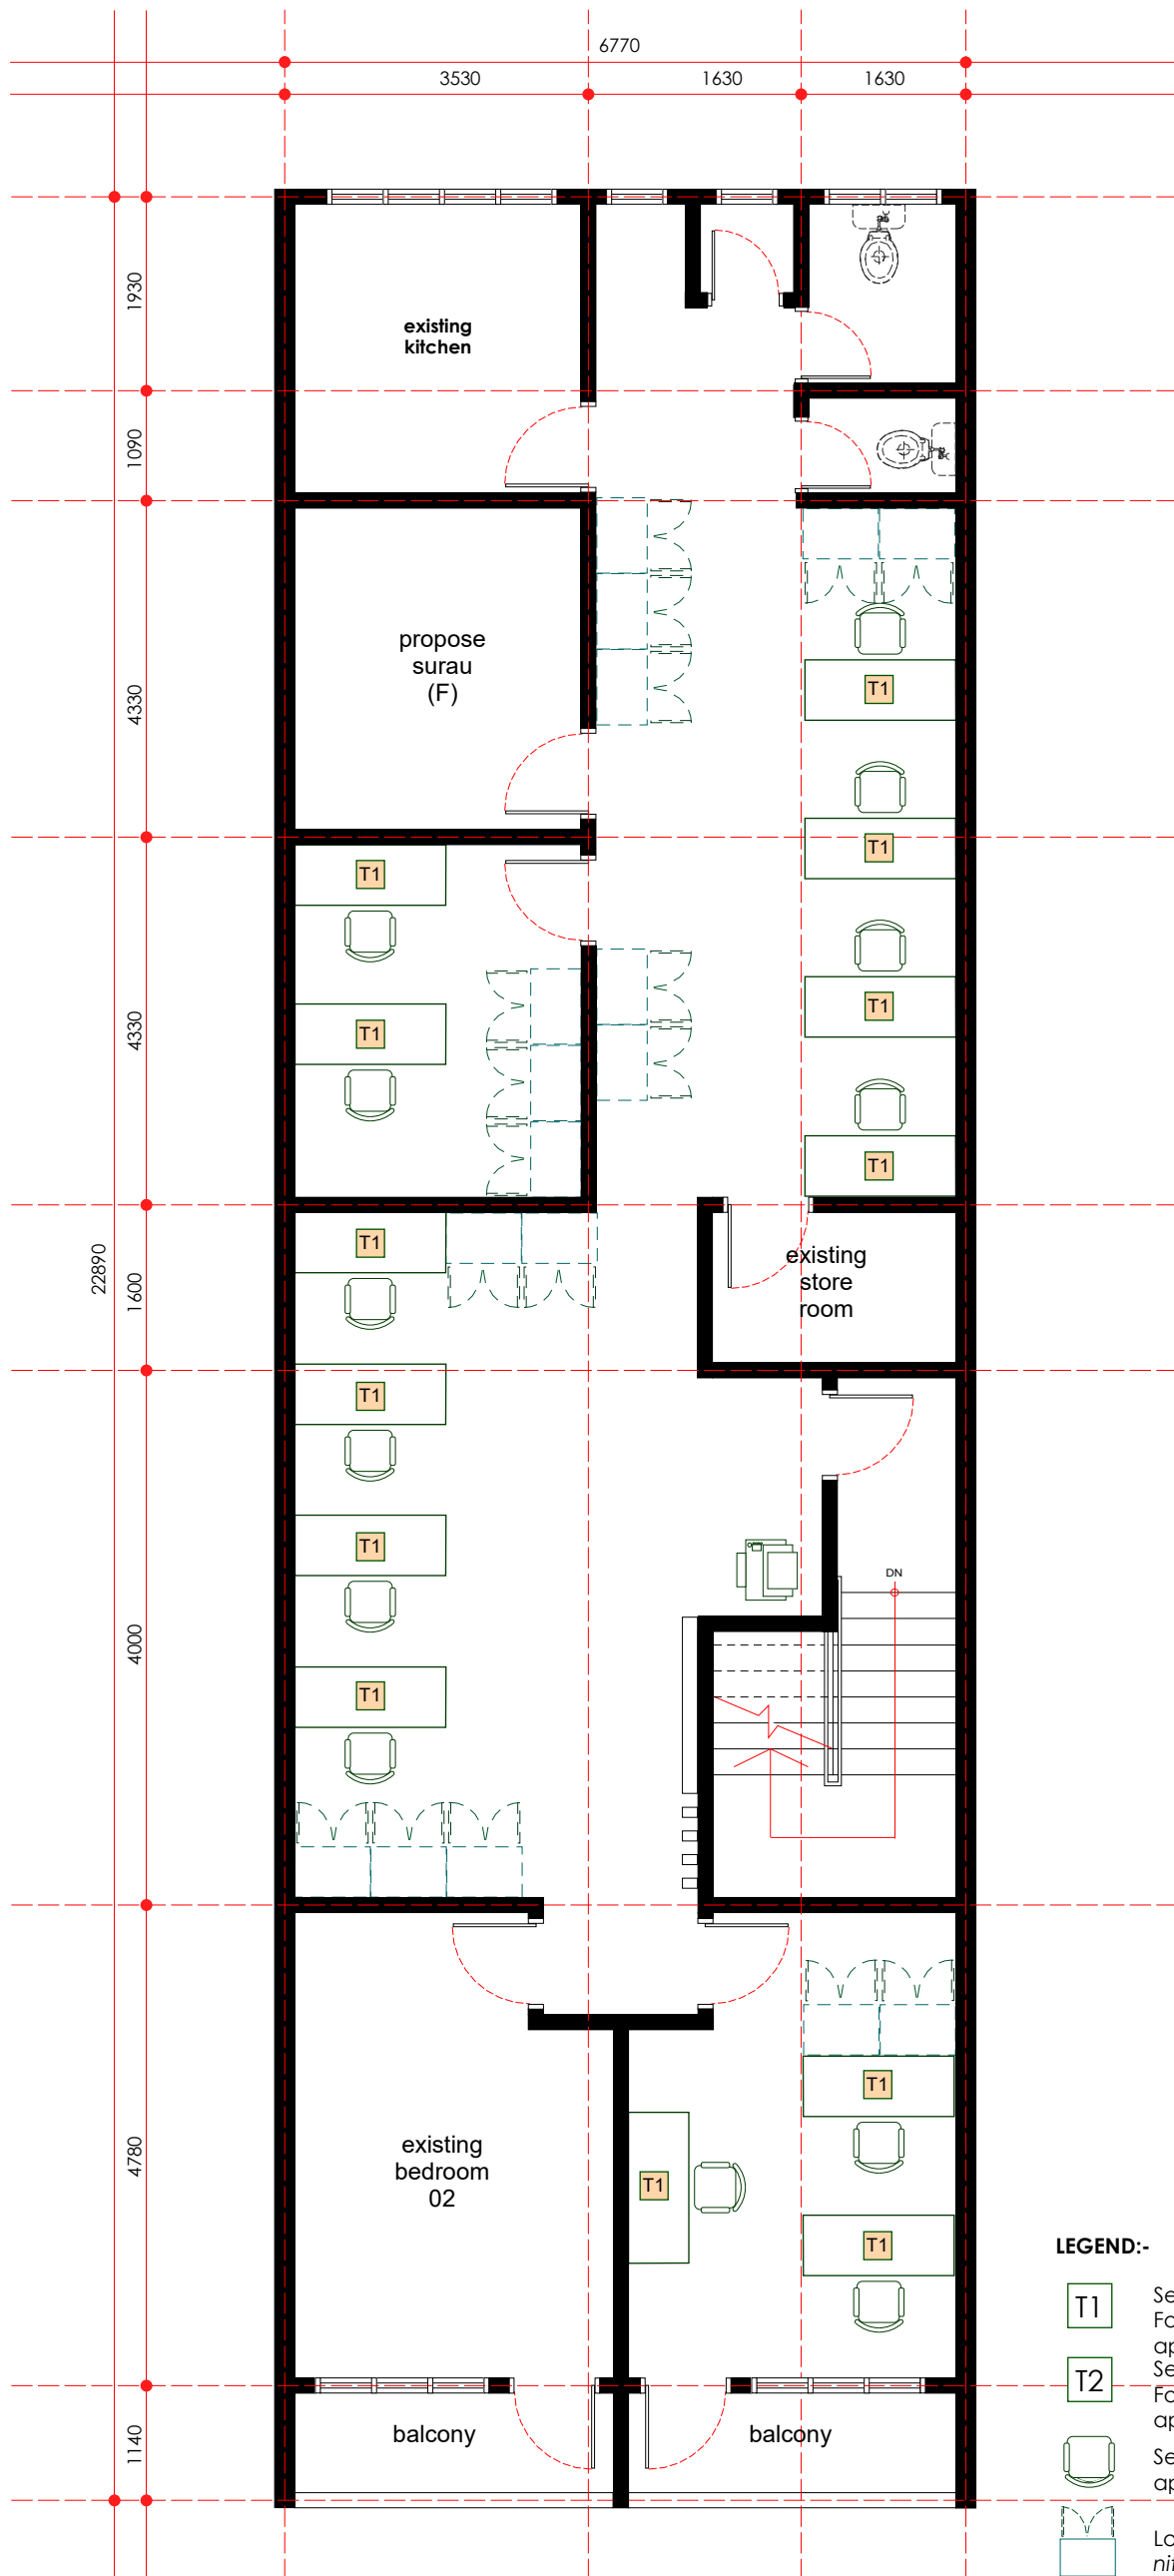 6770
3530
1630
1630
1930
existing
kitchen
1090
propose
surau
(F)
4330
T1
T1
T1
T1
4330
T1
T1
T1
22890
1600
existing
store
room
T1
T1
DN
T1
4000
T1
T1
existing
bedroom
02
4780
T1
T1
LEGEND:-
T1
T2
balcony
balcony
1140